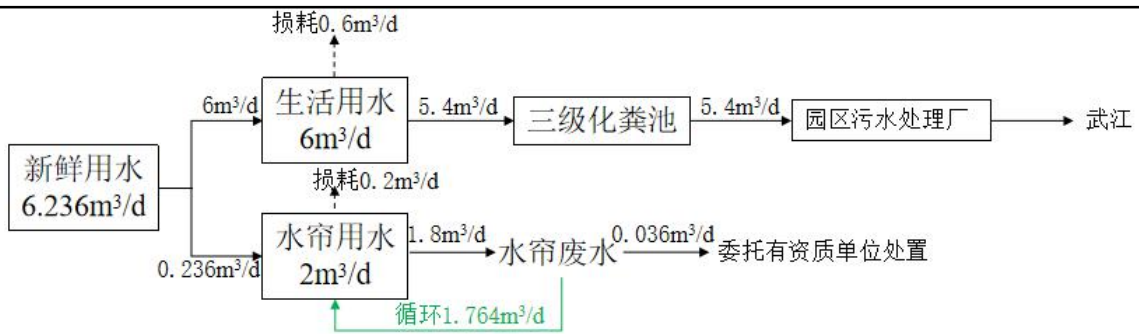 损耗0.6m³/d
6m³/d
生活用水
6m³/d
5.4m³/d
三级化粪池
5.4m³/d
园区污水处理厂
武江
新鲜用水
6.236m³/d
损耗0.2m³/d
0.236m³/d
水帘用水
2m³/d
1.8m³/d
水帘废水
0.036m³/d
委托有资质单位处置
循环1.764m³/d